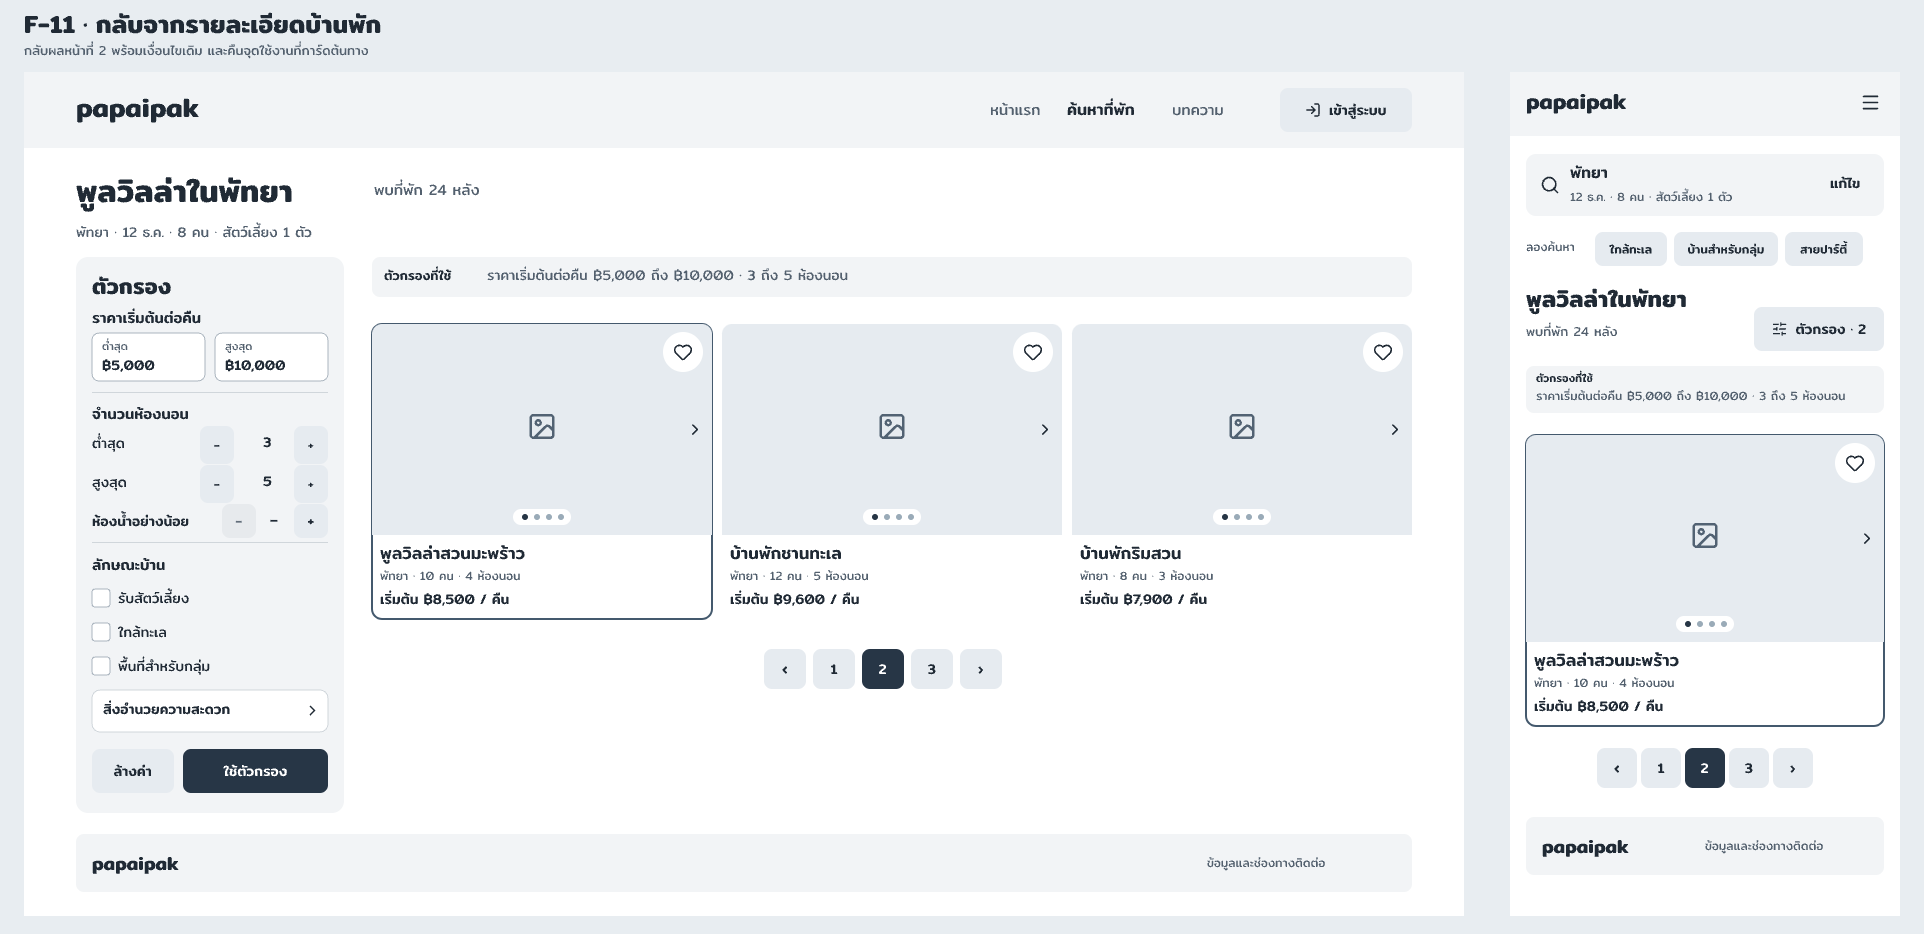 F-11 · กลับจากรายละเอียดบ้านพัก
กลับผลหน้าที่ 2 พร้อมเงื่อนไขเดิม และคืนจุดใช้งานที่การ์ดต้นทาง
papaipak
หน้าแรก
ค้นหาที่พัก
บทความ
เข้าสู่ระบบ
พูลวิลล่าในพัทยา
พัทยา · 12 ธ.ค. · 8 คน · สัตว์เลี้ยง 1 ตัว
พบที่พัก 24 หลัง
ตัวกรอง
ราคาเริ่มต้นต่อคืน
ต่ำสุด
฿5,000
สูงสุด
฿10,000
จำนวนห้องนอน
ต่ำสุด
- 3 +
สูงสุด
- 5 +
ห้องน้ำอย่างน้อย
- – +
ลักษณะบ้าน
รับสัตว์เลี้ยง
ใกล้ทะเล
พื้นที่สำหรับกลุ่ม
สิ่งอำนวยความสะดวก
ล้างค่า
ใช้ตัวกรอง
ตัวกรองที่ใช้
ราคาเริ่มต้นต่อคืน ฿5,000 ถึง ฿10,000 · 3 ถึง 5 ห้องนอน
พูลวิลล่าสวนมะพร้าว
พัทยา · 10 คน · 4 ห้องนอน
เริ่มต้น ฿8,500 / คืน
บ้านพักชานทะเล
พัทยา · 12 คน · 5 ห้องนอน
เริ่มต้น ฿9,600 / คืน
บ้านพักริมสวน
พัทยา · 8 คน · 3 ห้องนอน
เริ่มต้น ฿7,900 / คืน
‹ 1 2 3 ›
papaipak
ข้อมูลและช่องทางติดต่อ
papaipak
พัทยา
12 ธ.ค. · 8 คน · สัตว์เลี้ยง 1 ตัว
แก้ไข
ลองค้นหา
ใกล้ทะเล
บ้านสำหรับกลุ่ม
สายปาร์ตี้
พูลวิลล่าในพัทยา
พบที่พัก 24 หลัง
ตัวกรอง · 2
ตัวกรองที่ใช้
ราคาเริ่มต้นต่อคืน ฿5,000 ถึง ฿10,000 · 3 ถึง 5 ห้องนอน
พูลวิลล่าสวนมะพร้าว
พัทยา · 10 คน · 4 ห้องนอน
เริ่มต้น ฿8,500 / คืน
‹ 1 2 3 ›
papaipak
ข้อมูลและช่องทางติดต่อ